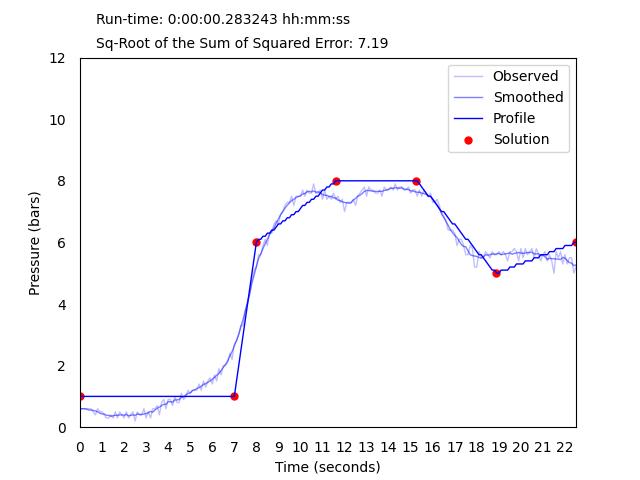 Run-time: 0:00:00.283243 hh:mm:ss
Sq-Root of the Sum of Squared Error: 7.19
12
10
8
6
4
2
0
Pressure (bars)
Observed
Smoothed
Profile
Solution
0 1 2 3 4 5 6 7 8 9 10 11 12 13 14 15 16 17 18 19 20 21 22
Time (seconds)